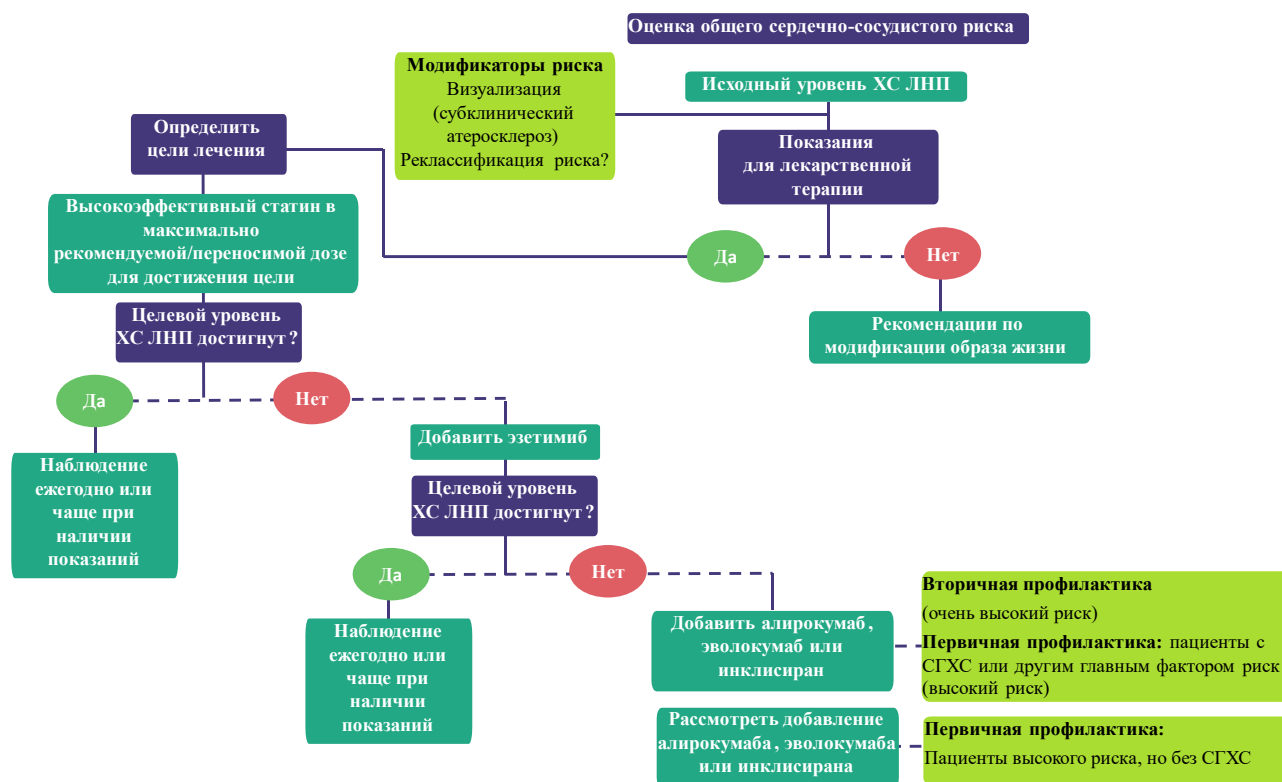 Оценка общего сердечно-сосудистого риска
Модификаторы риска
Визуализация
(субклинический
атеросклероз)
Реклассификация риска?
Исходный уровень ХС ЛНП
Определить
цели лечения
Показания
для лекарственной
терапии
Высокоэффективный статин в
максимально
рекомендуемой/переносимой дозе
для достижения цели
Да
Нет
Целевой уровень
ХС ЛНП достигнут?
Рекомендации по
модификации образа жизни
Да
Нет
Добавить эзетимиб
Наблюдение
ежегодно или
чаще при
наличии
показаний
Целевой уровень
ХС ЛНП достигнут?
Да
Нет
Наблюдение
ежегодно или
чаще при
наличии
показаний
Добавить алирокумаб,
эволокумаб или
инклисиран
Вторичная профилактика
(очень высокий риск)
Первичная профилактика: пациенты с
СГХС или другим главным фактором риск
(высокий риск)
Рассмотреть добавление
алирокумаба, эволокумаба
или инклисирана
Первичная профилактика:
Пациенты высокого риска, но без СГХС